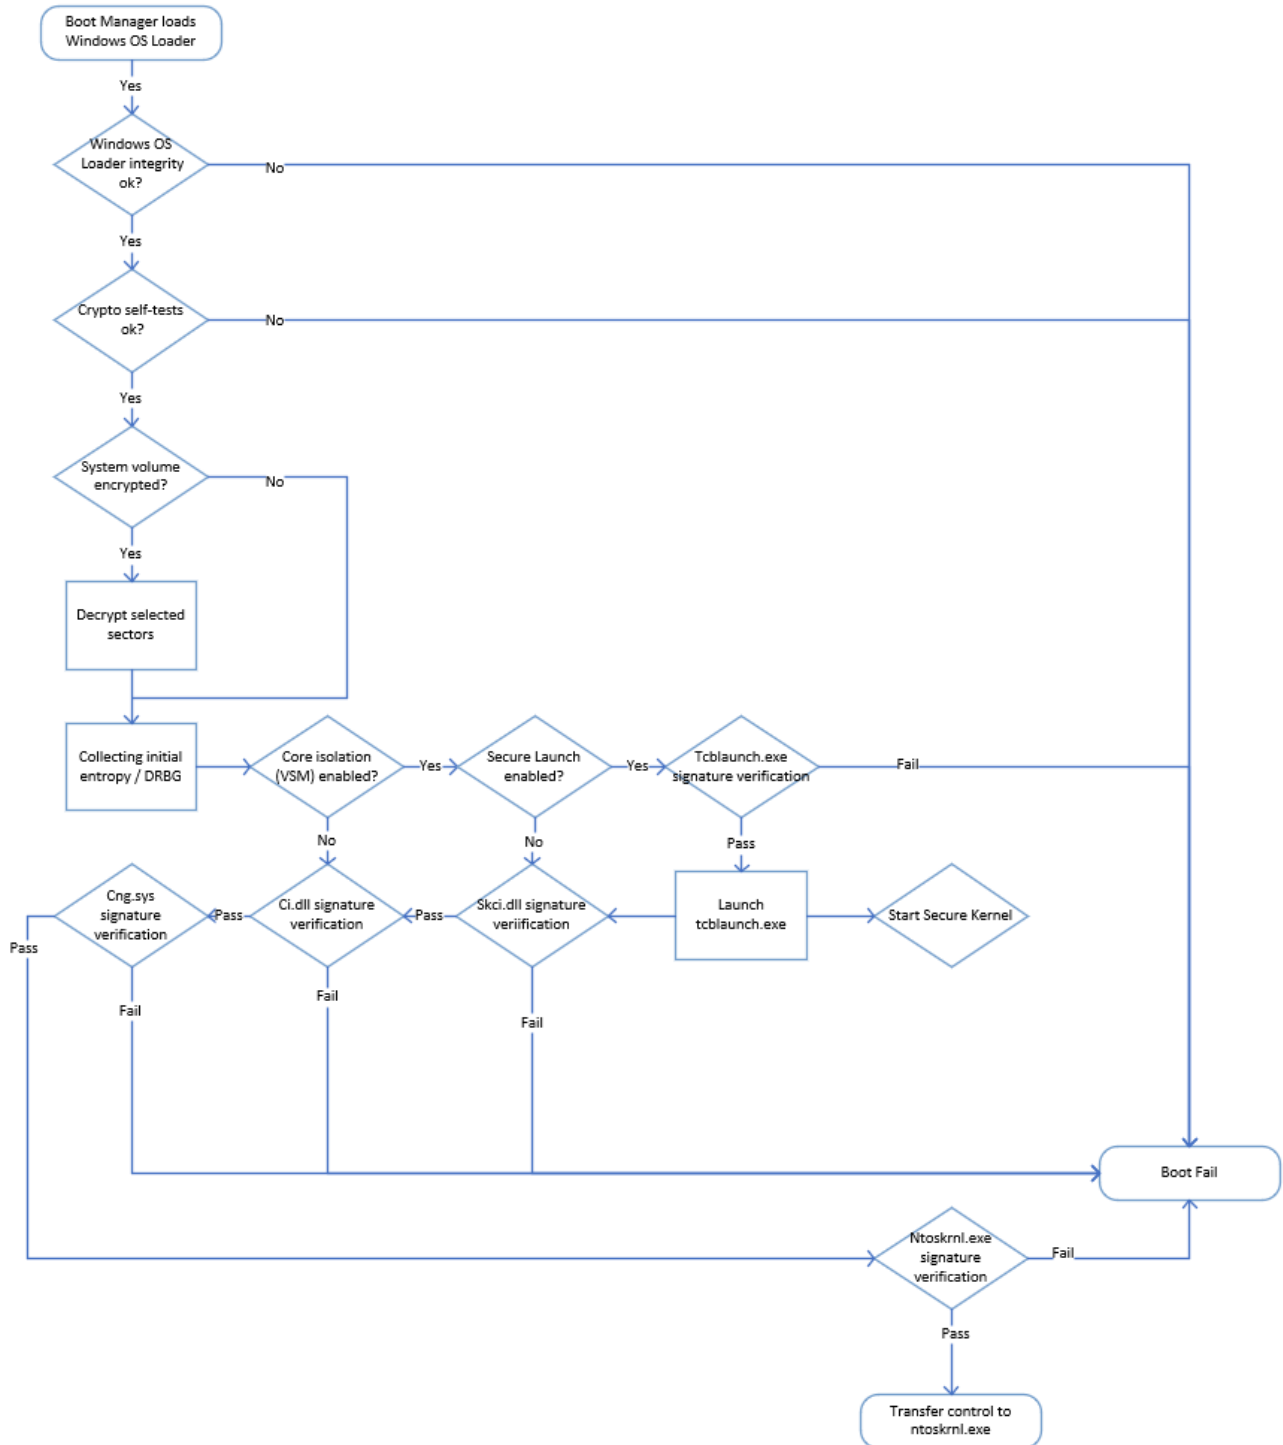 Boot Manager loads
Windows OS Loader
Yes
Windows OS
Loader integrity
ok?
No
Yes
Crypto self-tests
ok?
No
Yes
System volume
encrypted?
No
Yes
Decrypt selected
sectors
Collecting initial
entropy / DRBG
Core isolation
(VSM) enabled?
Yes
Secure Launch
enabled?
Yes
Tcblaunch.exe
signature verification
Fail
No
No
Pass
Cng.sys
signature
verification
Pass
Ci.dll signature
verification
Pass
Skci.dll signature
veriification
Launch
tcblaunch.exe
Start Secure Kernel
Pass
Fail
Fail
Fail
Boot Fail
Ntoskrnl.exe
signature
verification
Fail
Pass
Transfer control to
ntoskrnl.exe